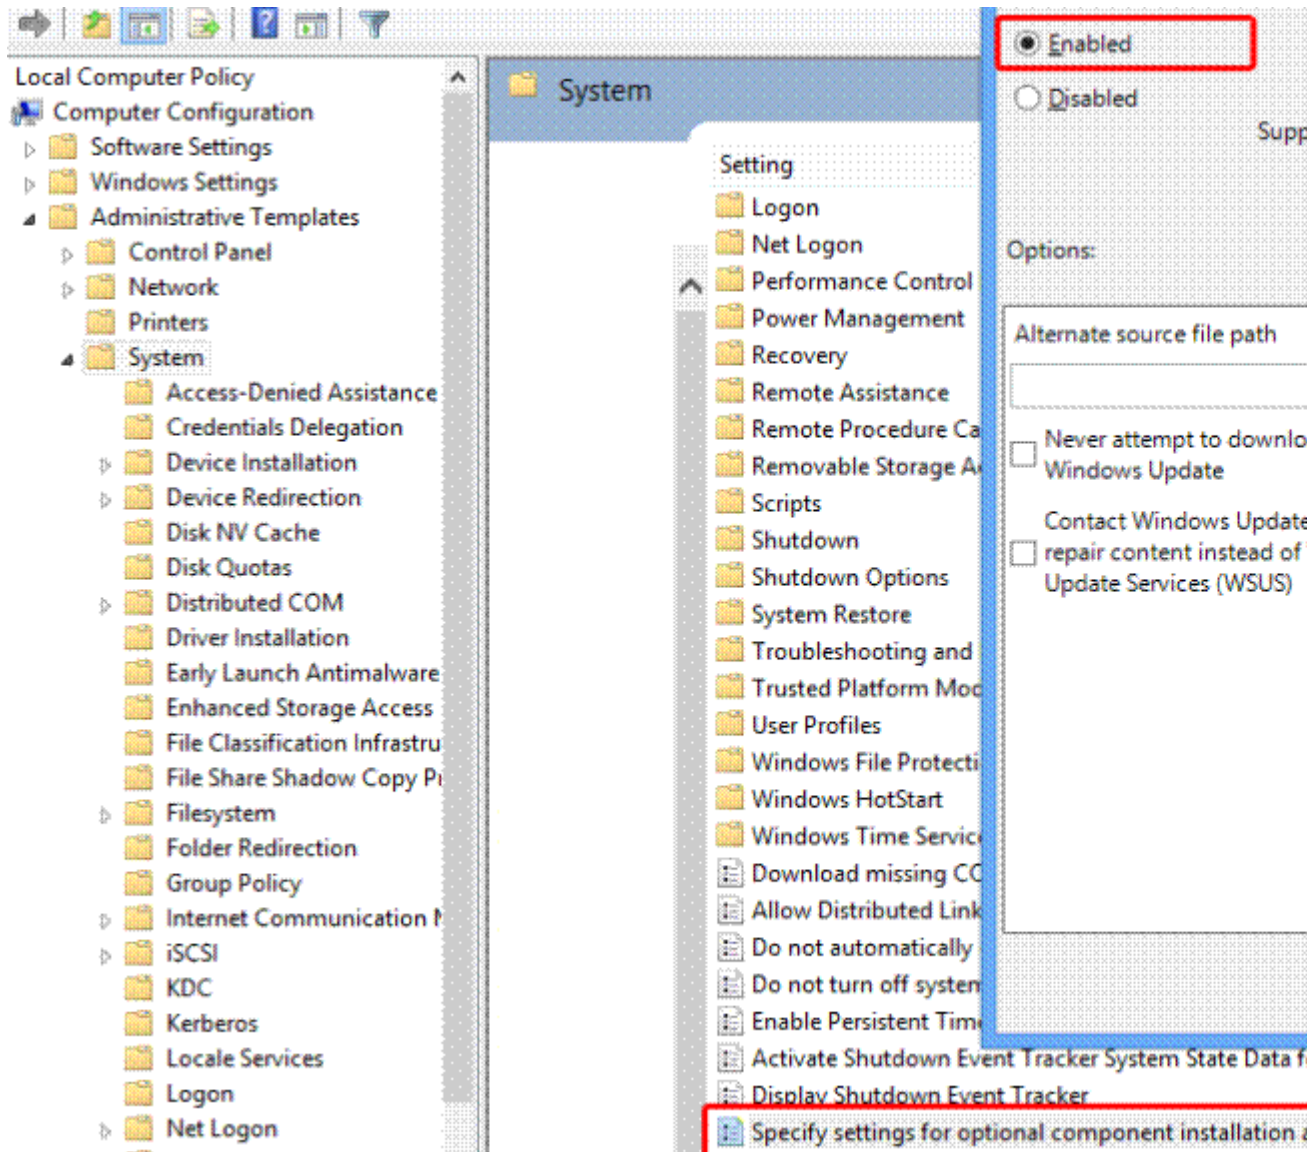 Local Computer Policy
Computer Configuration
Software Settings
Windows Settings
Administrative Templates
Control Panel
Network
Printers
System
Access-Denied Assistance
Credentials Delegation
Device Installation
Device Redirection
Disk NV Cache
Disk Quotas
Distributed COM
Driver Installation
Early Launch Antimalware
Enhanced Storage Access
File Classification Infrastru
File Share Shadow Copy Pr
Filesystem
Folder Redirection
Group Policy
Internet Communication
iSCSI
KDC
Kerberos
Locale Services
Logon
Net Logon
System
Setting
Logon
Net Logon
Performance Control
Power Management
Recovery
Remote Assistance
Remote Procedure Ca
Removable Storage A
Scripts
Shutdown
Shutdown Options
System Restore
Troubleshooting and
Trusted Platform Mod
User Profiles
Windows File Protecti
Windows HotStart
Windows Time Servic
Download missing CO
Allow Distributed Link
Do not automatically
Do not turn off system
Enable Persistent Time
Activate Shutdown Event Tracker System State Data f
Display Shutdown Event Tracker
Specify settings for optional component installation a
Enabled
Disabled
Supp
Options:
Alternate source file path
Never attempt to downlo
Windows Update
Contact Windows Update
repair content instead of
Update Services (WSUS)